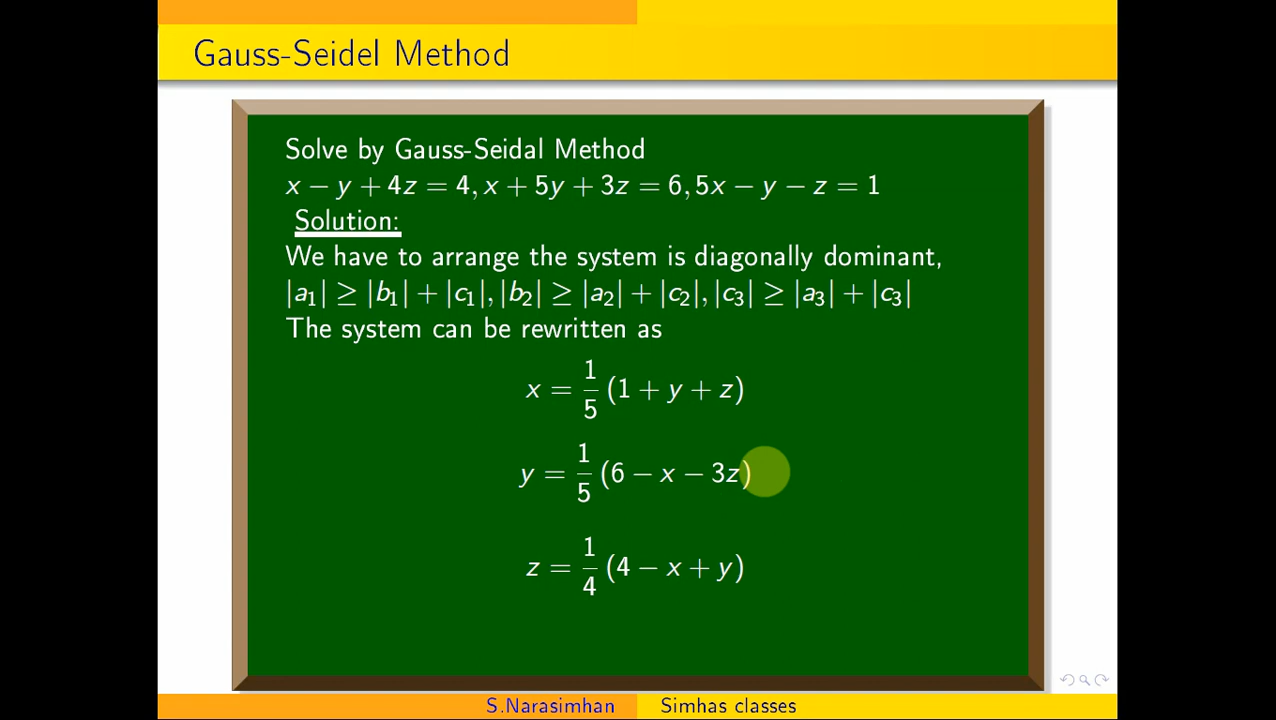 Gauss-Seidel Method
Solve by Gauss-Seidal Method
x − y + 4z = 4, x + 5y + 3z = 6, 5x − y − z = 1
Solution:
We have to arrange the system is diagonally dominant,
|a₁| ≥ |b₁| + |c₁|, |b₂| ≥ |a₂| + |c₂|, |c₃| ≥ |a₃| + |c₃|
The system can be rewritten as
x = 1/5 (1 + y + z)
y = 1/5 (6 − x − 3z)
z = 1/4 (4 − x + y)
S.Narasimhan Simhas classes